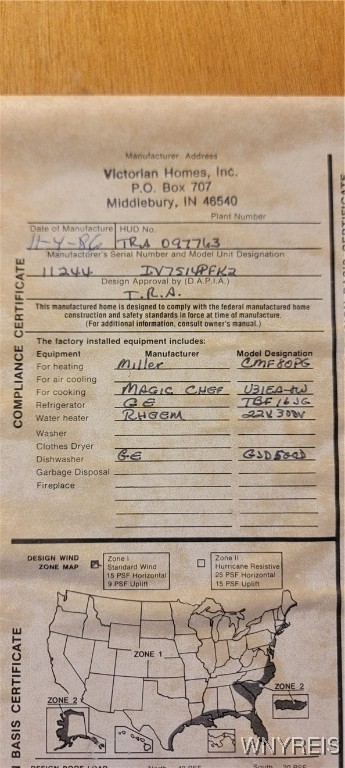 Manufacturer Address
Victorian Homes, Inc.
P.O. Box 707
Middlebury, IN 46540
Plant Number
Date of Manufacture HUD No.
11-4-86 TRA 097763
Manufacturer's Serial Number and Model Unit Designation
11244
Design Approval by (D.A.P.I.A.)
T.R.A.
This manufactured home is designed to comply with the federal manufactured home
construction and safety standards in force at time of manufacture.
(For additional information, consult owner's manual.)
COMPLIANCE CERTIFICATE
The factory installed equipment includes:
Equipment Manufacturer Model Designation
For heating Miller CMF80PG
For air cooling
For cooking MAGIC CHEF
Refrigerator GE TBF16JG
Water heater RHEEM
Washer
Clothes Dryer
Dishwasher GE GSD500D
Garbage Disposal
Fireplace
DESIGN WIND
ZONE MAP
Zone I
Standard Wind
15 PSF Horizontal
9 PSF Uplift
Zone II
Hurricane Resistive
25 PSF Horizontal
15 PSF Uplift
ZONE 1
ZONE 2
ZONE 2
BASIS CERTIFICATE
WNYREIS